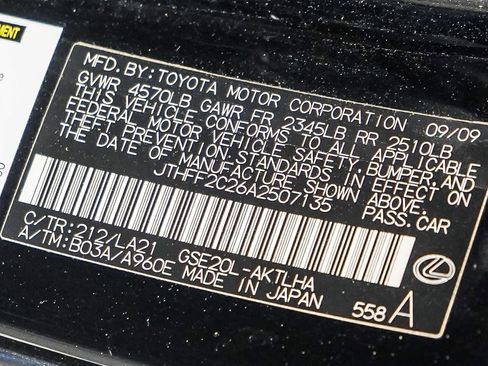 MENT
MFD. BY: TOYOTA MOTOR CORPORATION 09/09
GVWR 4570LB GAWR FR 2345LB RR 2510LB
THIS VEHICLE CONFORMS TO ALL APPLICABLE
FEDERAL MOTOR VEHICLE SAFETY, BUMPER, AND
THEFT PREVENTION STANDARDS IN EFFECT ON
THE DATE OF MANUFACTURE SHOWN ABOVE.
JTHFF2C26A2507135 PASS. CAR
C/TR: 212/LA21 GSE20L-AKTLHA
A/TM: B03A/A960E MADE IN JAPAN
558 A